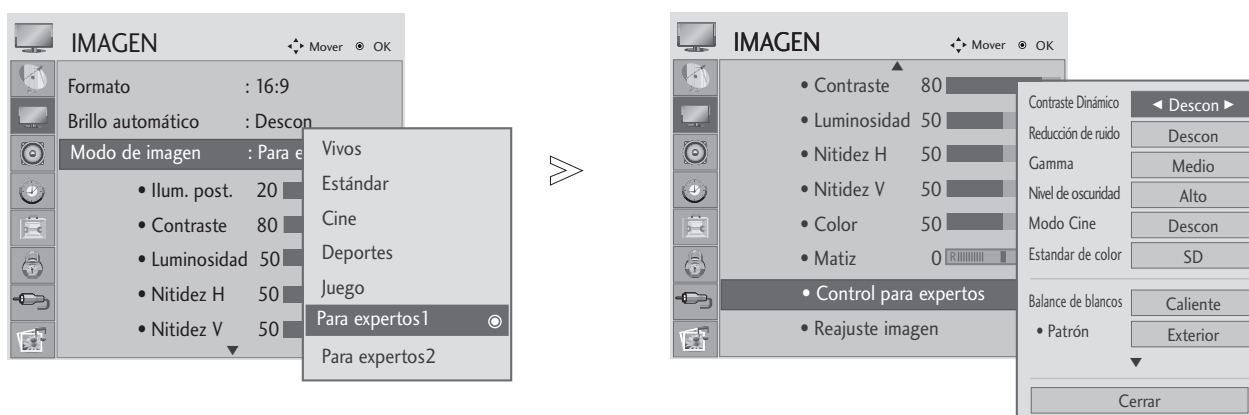 IMAGEN Mover OK
Formato : 16:9
Brillo automático : Descon
Modo de imagen : Para e
• Ilum. post. 20
• Contraste 80
• Luminosidad 50
• Nitidez H 50
• Nitidez V 50
Vivos
Estándar
Cine
Deportes
Juego
Para expertos1
Para expertos2
IMAGEN Mover OK
• Contraste 80
• Luminosidad 50
• Nitidez H 50
• Nitidez V 50
• Color 50
• Matiz 0 R
• Control para expertos
• Reajuste imagen
Contraste Dinámico ◄ Descon ►
Reducción de ruido Descon
Gamma Medio
Nivel de oscuridad Alto
Modo Cine Descon
Estandar de color SD
Balance de blancos Caliente
• Patrón Exterior
Cerrar